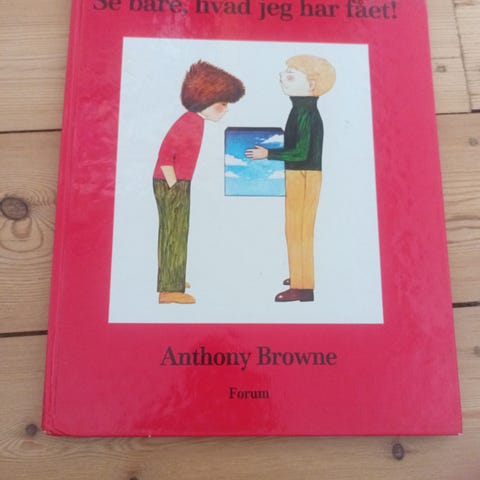 Se bare, hvad jeg har fået!
Anthony Browne
Forum